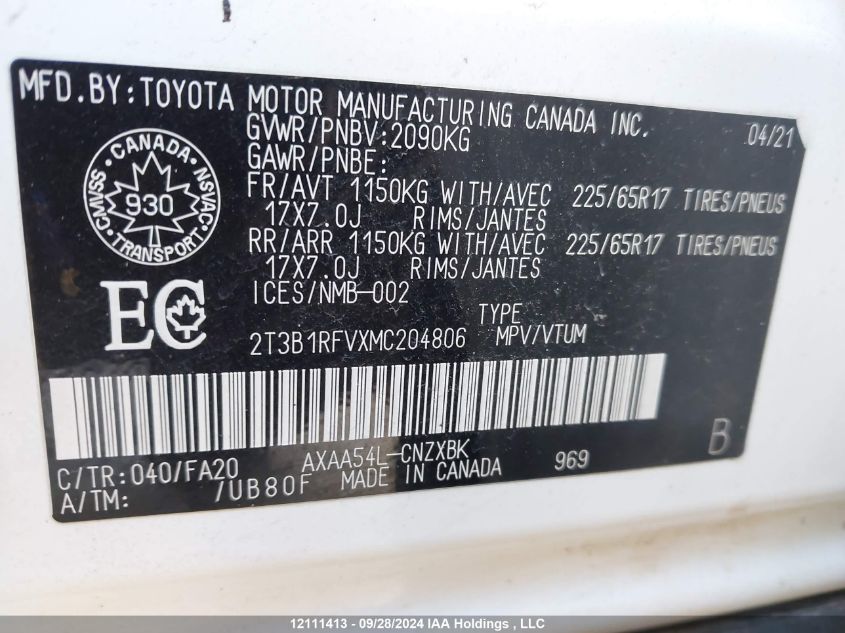 MFD.BY:TOYOTA MOTOR MANUFACTURING CANADA INC. 04/21
GVWR/PNBV:2090KG
GAWR/PNBE:
FR/AVT 1150KG WITH/AVEC 225/65R17 TIRES/PNEUS
17X7.0J RIMS/JANTES
RR/ARR 1150KG WITH/AVEC 225/65R17 TIRES/PNEUS
17X7.0J RIMS/JANTES
ICES/NMB-002
CANADA
CMVSS 930 NSVAC
TRANSPORT
EC
TYPE
2T3B1RFVXMC204806 MPV/VTUM
B
C/TR:040/FA20 AXAA54L-CNZXBK 969
A/TM: /UB80F MADE IN CANADA
12111413 - 09/28/2024 IAA Holdings , LLC